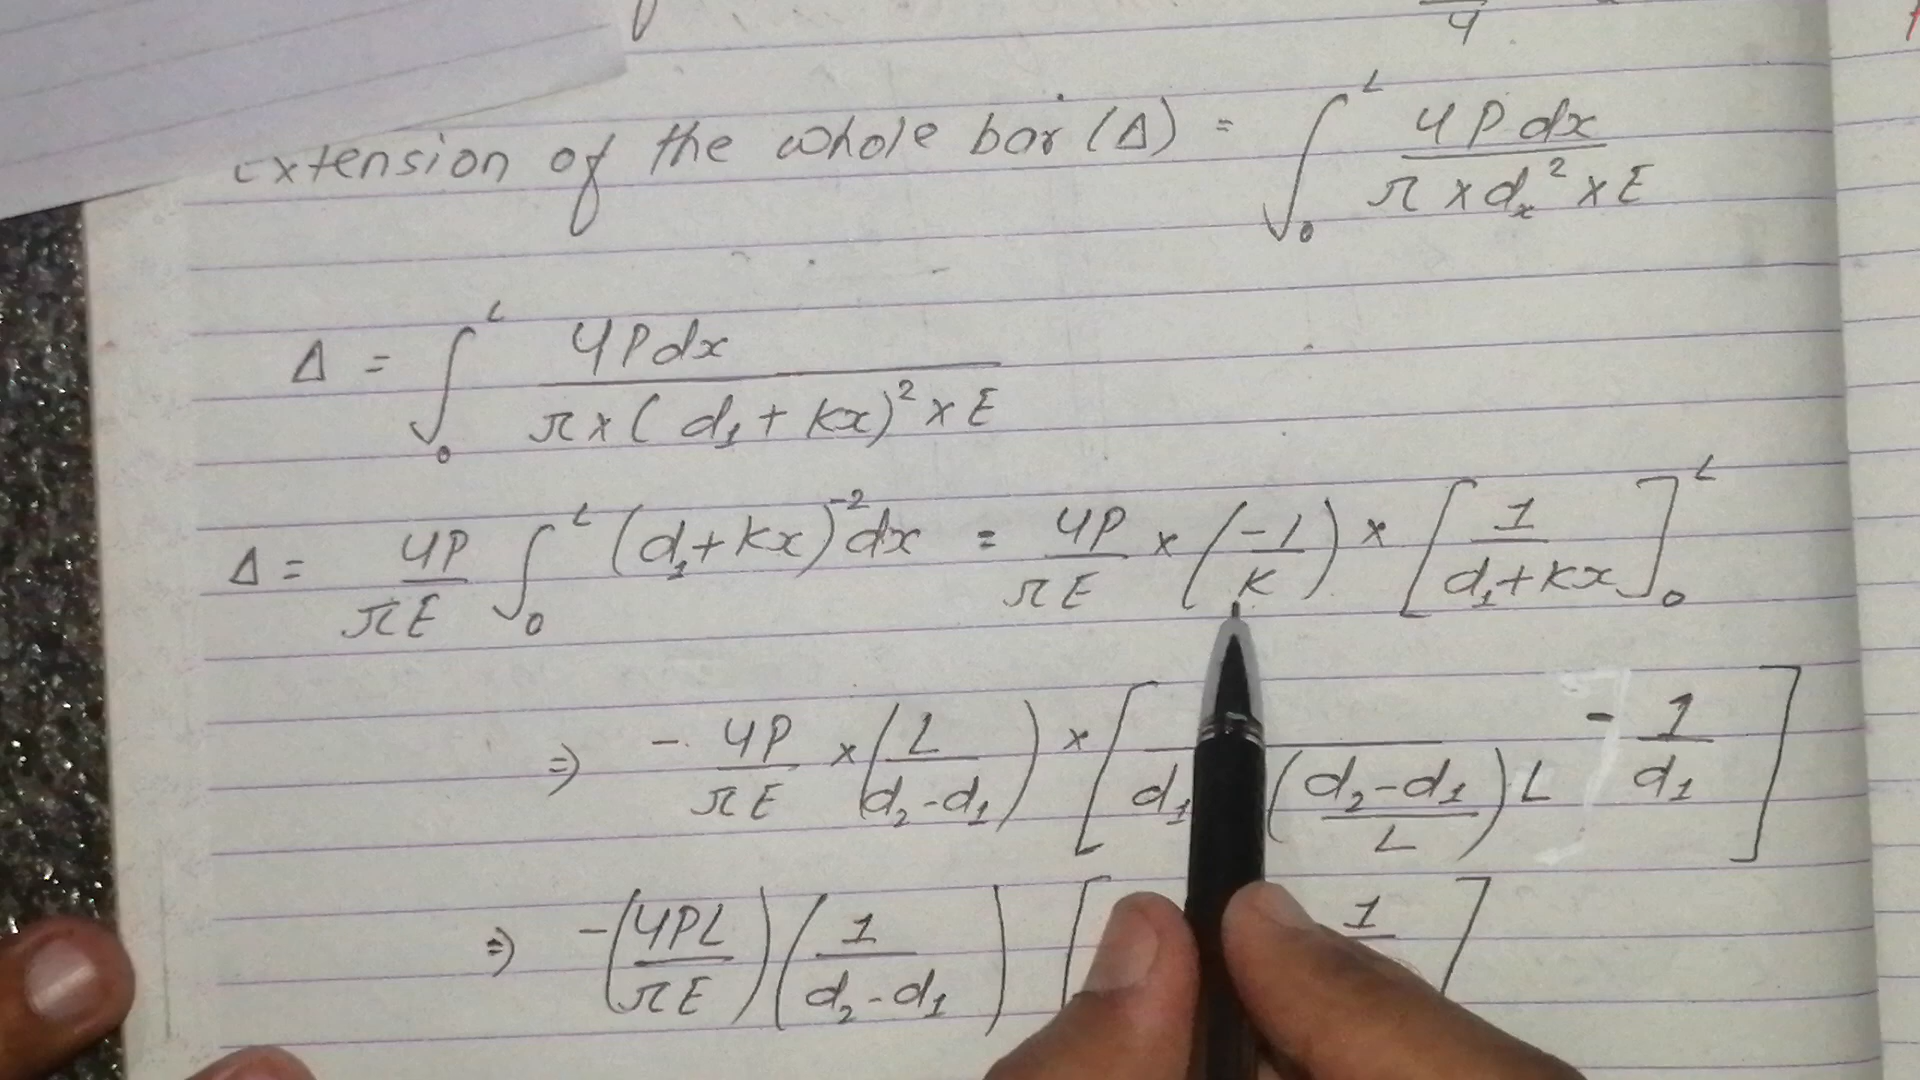 4
extension of the whole bar (Δ) = ∫₀ᴸ 4P dx / (π × dₓ² × E)
Δ = ∫₀ᴸ 4P dx / (π × (d₁ + kx)² × E)
Δ = 4P/πE ∫₀ᴸ (d₁ + kx)⁻² dx = 4P/πE × (-1/K) × [1/(d₁ + kx)]₀ᴸ
⇒ - 4P/πE × (L/(d₂ - d₁)) × [ d₁ ((d₂ - d₁)/L) L - 1/d₁ ]
⇒ -(4PL/πE) (1/(d₂ - d₁)) [ 1 ]